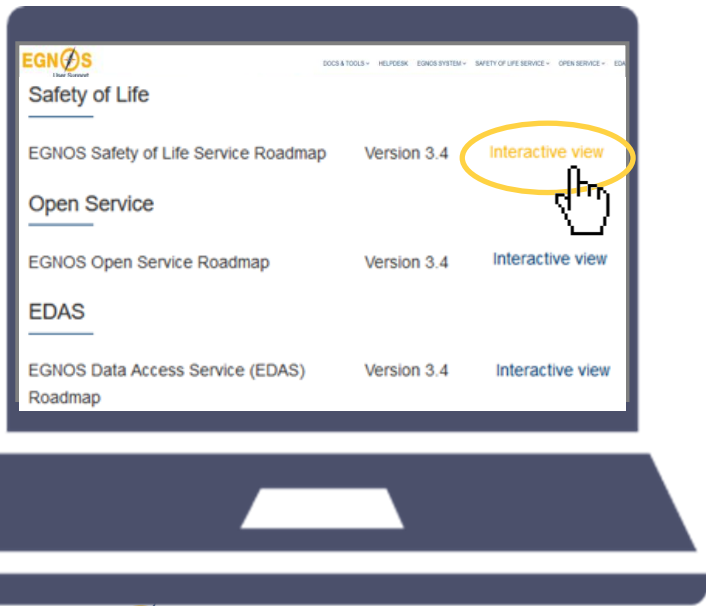 EGNOS
User Support
DOCS & TOOLS HELPDESK EGNOS SYSTEM SAFETY OF LIFE SERVICE OPEN SERVICE EDA
Safety of Life
EGNOS Safety of Life Service Roadmap Version 3.4 Interactive view
Open Service
EGNOS Open Service Roadmap Version 3.4 Interactive view
EDAS
EGNOS Data Access Service (EDAS) Version 3.4 Interactive view
Roadmap